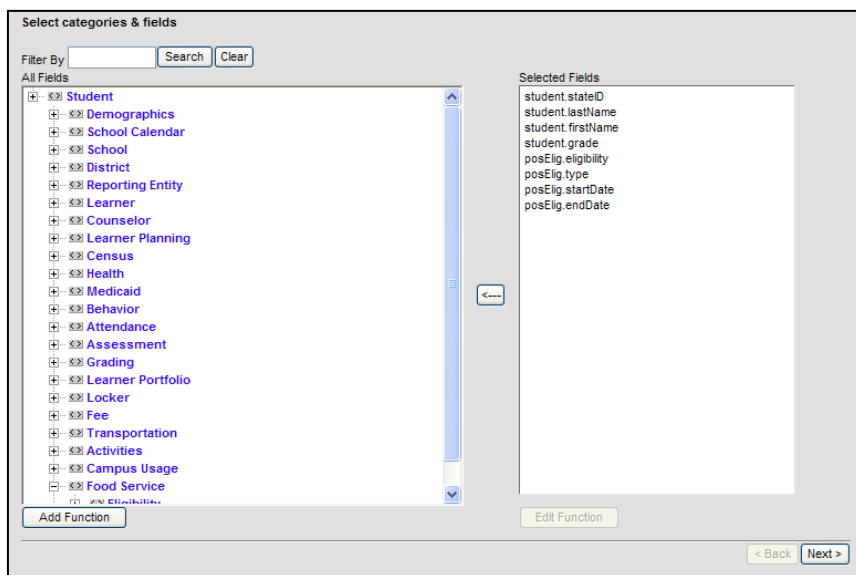 Select categories & fields
Filter By Search Clear
All Fields
Student
Demographics
School Calendar
School
District
Reporting Entity
Learner
Counselor
Learner Planning
Census
Health
Medicaid
Behavior
Attendance
Assessment
Grading
Learner Portfolio
Locker
Fee
Transportation
Activities
Campus Usage
Food Service
Eligibility
Add Function
<---
Selected Fields
student.stateID
student.lastName
student.firstName
student.grade
posElig.eligibility
posElig.type
posElig.startDate
posElig.endDate
Edit Function
< Back Next >